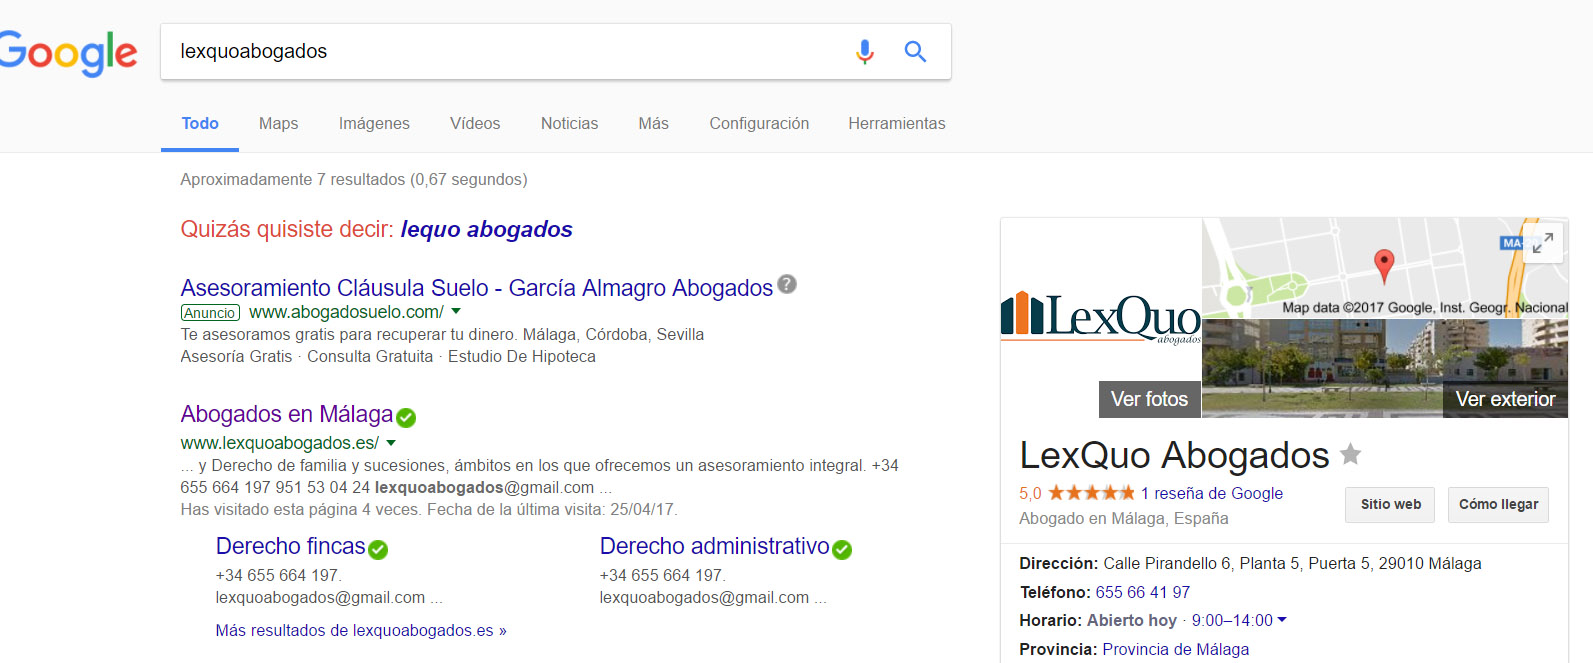 Google
lexquoabogados
Todo Maps Imágenes Vídeos Noticias Más Configuración Herramientas
Aproximadamente 7 resultados (0,67 segundos)
Quizás quisiste decir: lequo abogados
Asesoramiento Cláusula Suelo - García Almagro Abogados ?
Anuncio www.abogadosuelo.com/
Te asesoramos gratis para recuperar tu dinero. Málaga, Córdoba, Sevilla
Asesoría Gratis · Consulta Gratuita · Estudio De Hipoteca
Abogados en Málaga
www.lexquoabogados.es/
... y Derecho de familia y sucesiones, ámbitos en los que ofrecemos un asesoramiento integral. +34
655 664 197 951 53 04 24 lexquoabogados@gmail.com ...
Has visitado esta página 4 veces. Fecha de la última visita: 25/04/17.
Derecho fincas
+34 655 664 197.
lexquoabogados@gmail.com ...
Derecho administrativo
+34 655 664 197.
lexquoabogados@gmail.com ...
Más resultados de lexquoabogados.es »
LexQuo
abogados
Ver fotos
MA-
Map data ©2017 Google, Inst. Geogr. Nacional
Ver exterior
LexQuo Abogados
5,0 1 reseña de Google
Abogado en Málaga, España
Sitio web
Cómo llegar
Dirección: Calle Pirandello 6, Planta 5, Puerta 5, 29010 Málaga
Teléfono: 655 66 41 97
Horario: Abierto hoy · 9:00–14:00
Provincia: Provincia de Málaga